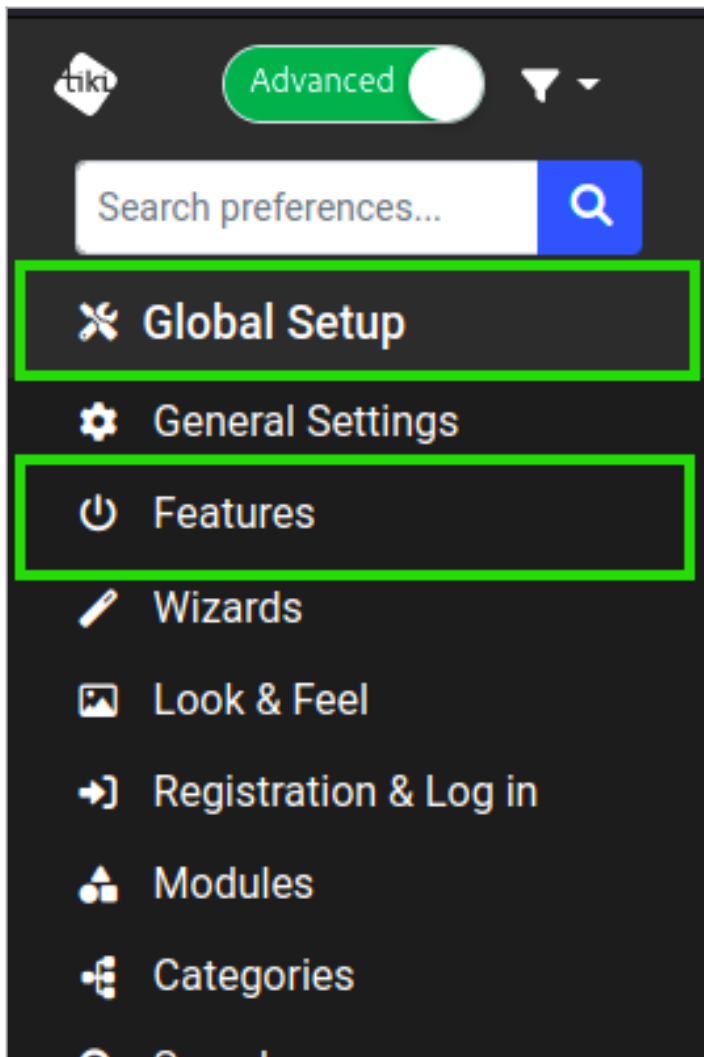 tiki
Advanced
Search preferences...
Global Setup
General Settings
Features
Wizards
Look & Feel
Registration & Log in
Modules
Categories